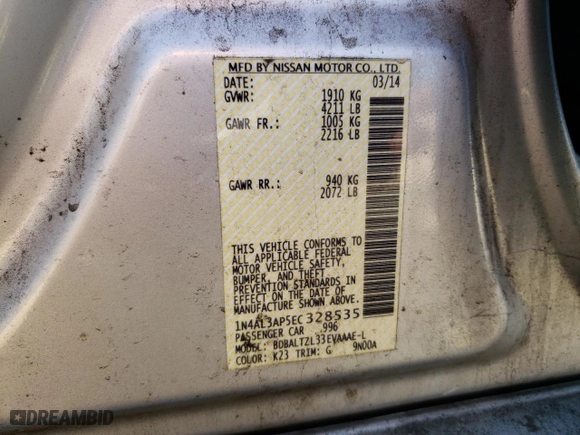 MFD BY NISSAN MOTOR CO., LTD.
DATE: 03/14
GVWR: 1910 KG
4211 LB
GAWR FR.: 1005 KG
2216 LB
GAWR RR.: 940 KG
2072 LB
THIS VEHICLE CONFORMS TO
ALL APPLICABLE FEDERAL
MOTOR VEHICLE SAFETY,
BUMPER, AND THEFT
PREVENTION STANDARDS IN
EFFECT ON THE DATE OF
MANUFACTURE SHOWN ABOVE.
1N4AL3AP5EC328535
PASSENGER CAR 996
MODEL: BDBALTZL33EVAAAE-L
COLOR: K23 TRIM: G 9N00A
DREAMBID